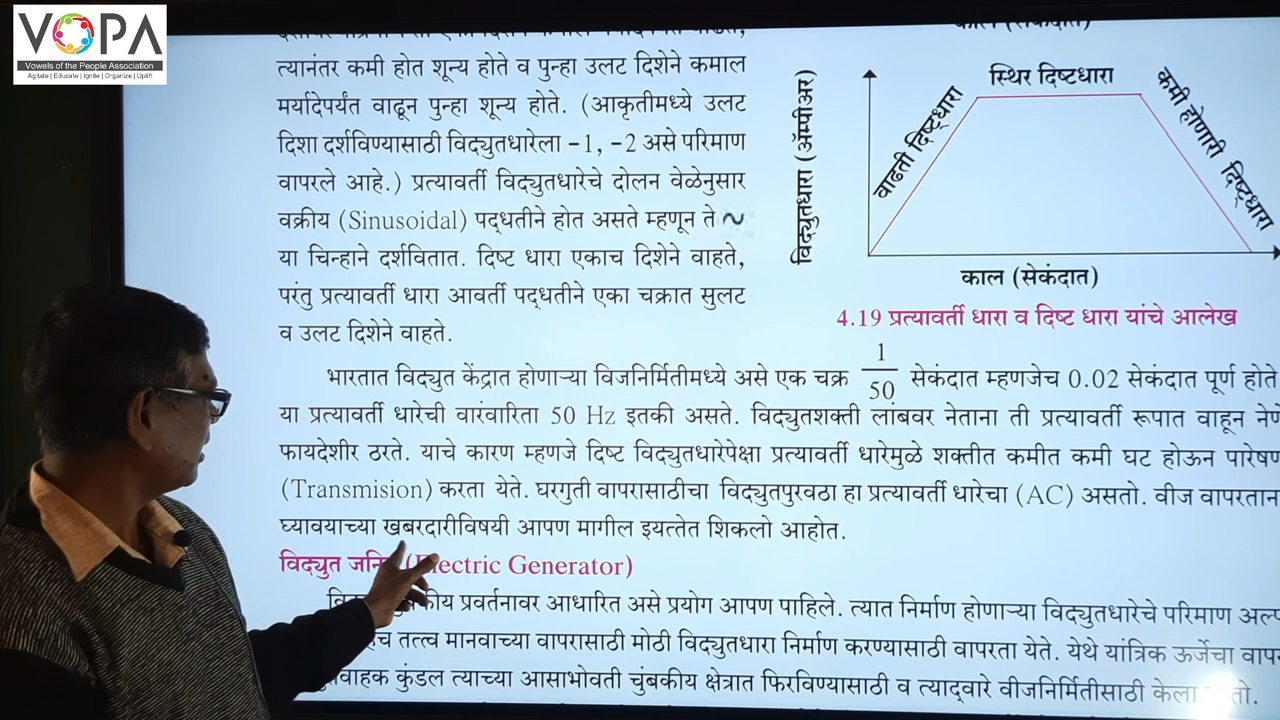 VOPA
Vowels of the People Association
Agitate | Educate | Ignite | Organize | Uplift
त्यानंतर कमी होत शून्य होते व पुन्हा उलट दिशेने कमाल
मर्यादेपर्यंत वाढून पुन्हा शून्य होते. (आकृतीमध्ये उलट
दिशा दर्शविण्यासाठी विद्युतधारेला -1, -2 असे परिमाण
वापरले आहे.) प्रत्यावर्ती विद्युतधारेचे दोलन वेळेनुसार
वक्रीय (Sinusoidal) पद्धतीने होत असते म्हणून ते ~
या चिन्हाने दर्शवितात. दिष्ट धारा एकाच दिशेने वाहते,
परंतु प्रत्यावर्ती धारा आवर्ती पद्धतीने एका चक्रात सुलट
व उलट दिशेने वाहते.
काल (सेकंदात)
विद्युतधारा (ॲम्पीअर)
वाढती दिष्टधारा
स्थिर दिष्टधारा
कमी होणारी दिष्टधारा
काल (सेकंदात)
4.19 प्रत्यावर्ती धारा व दिष्ट धारा यांचे आलेख
भारतात विद्युत केंद्रात होणाऱ्या विजनिर्मितीमध्ये असे एक चक्र 1/50 सेकंदात म्हणजेच 0.02 सेकंदात पूर्ण होते
या प्रत्यावर्ती धारेची वारंवारिता 50 Hz इतकी असते. विद्युतशक्ती लांबवर नेताना ती प्रत्यावर्ती रूपात वाहून
फायदेशीर ठरते. याचे कारण म्हणजे दिष्ट विद्युतधारेपेक्षा प्रत्यावर्ती धारेमुळे शक्तीत कमीत कमी घट होऊन पारेषण
(Transmision) करता येते. घरगुती वापरासाठीचा विद्युतपुरवठा हा प्रत्यावर्ती धारेचा (AC) असतो. वीज वापरतान
घ्यावयाच्या खबरदारीविषयी आपण मागील इयत्तेत शिकलो आहोत.
विद्युत (Electric Generator)
प्रवर्तनावर आधारित असे प्रयोग आपण पाहिले. त्यात निर्माण होणाऱ्या विद्युतधारेचे परिमाण
तत्त्व मानवाच्या वापरासाठी मोठी विद्युतधारा निर्माण करण्यासाठी वापरता येते. येथे यांत्रिक ऊर्जेचा
कुंडल त्याच्या आसाभोवती चुंबकीय क्षेत्रात फिरविण्यासाठी व त्याद्वारे वीजनिर्मितीसाठी केला